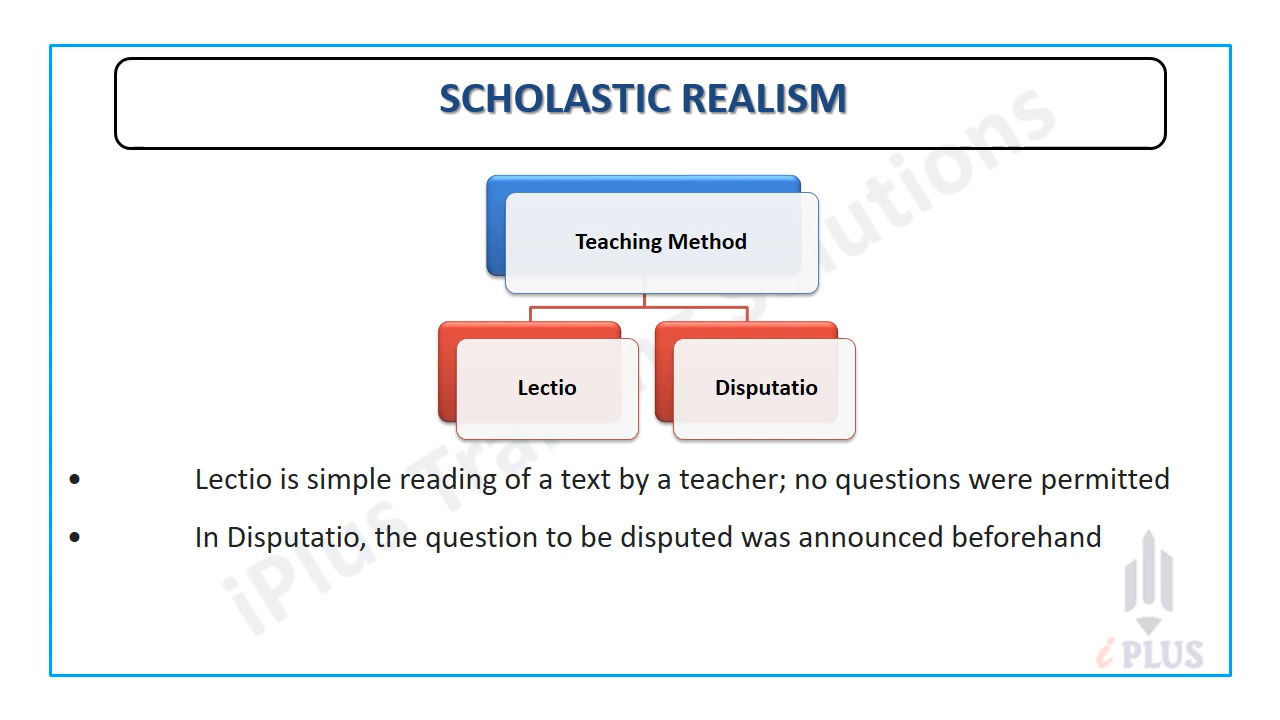 SCHOLASTIC REALISM
Teaching Method
Lectio
Disputatio
• Lectio is simple reading of a text by a teacher; no questions were permitted
• In Disputatio, the question to be disputed was announced beforehand
i PLUS